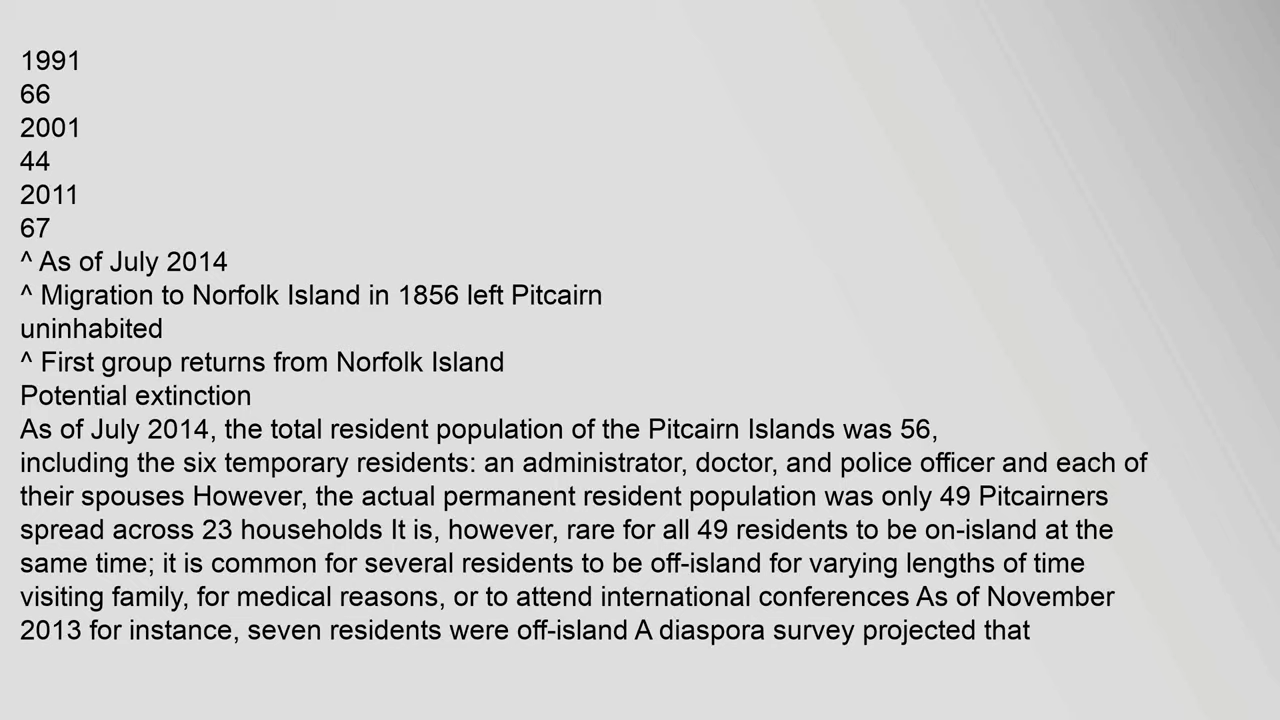 1991
66
2001
44
2011
67
^ As of July 2014
^ Migration to Norfolk Island in 1856 left Pitcairn
uninhabited
^ First group returns from Norfolk Island
Potential extinction
As of July 2014, the total resident population of the Pitcairn Islands was 56,
including the six temporary residents: an administrator, doctor, and police officer and each of
their spouses However, the actual permanent resident population was only 49 Pitcairners
spread across 23 households It is, however, rare for all 49 residents to be on-island at the
same time; it is common for several residents to be off-island for varying lengths of time
visiting family, for medical reasons, or to attend international conferences As of November
2013 for instance, seven residents were off-island A diaspora survey projected that